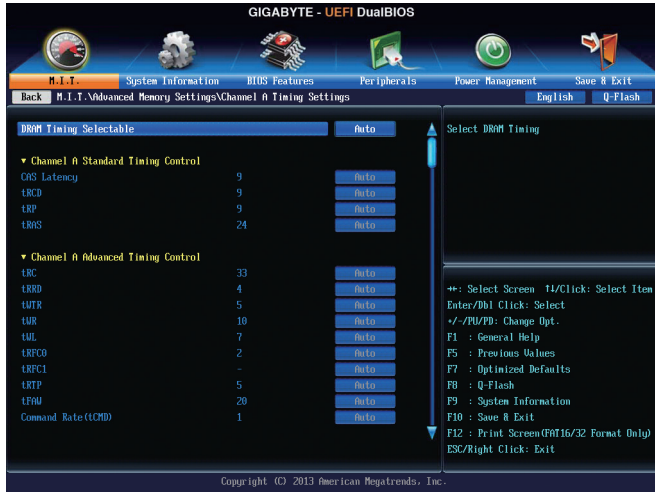 GIGABYTE - UEFI DualBIOS
M.I.T. System Information BIOS Features Peripherals Power Management Save & Exit
Back M.I.T.\Advanced Memory Settings\Channel A Timing Settings English Q-Flash
DRAM Timing Selectable Auto
▼ Channel A Standard Timing Control
CAS Latency 9 Auto
tRCD 9 Auto
tRP 9 Auto
tRAS 24 Auto
▼ Channel A Advanced Timing Control
tRC 33 Auto
tRRD 4 Auto
tWTR 5 Auto
tWR 10 Auto
tWL 7 Auto
tRFC0 2 Auto
tRFC1 - Auto
tRTP 5 Auto
tFAW 20 Auto
Command Rate(tCMD) 1 Auto
Select DRAM Timing
→←: Select Screen ↑↓/Click: Select Item
Enter/Dbl Click: Select
+/-/PU/PD: Change Opt.
F1 : General Help
F5 : Previous Values
F7 : Optimized Defaults
F8 : Q-Flash
F9 : System Information
F10 : Save & Exit
F12 : Print Screen(FAT16/32 Format Only)
ESC/Right Click: Exit
Copyright (C) 2013 American Megatrends, Inc.